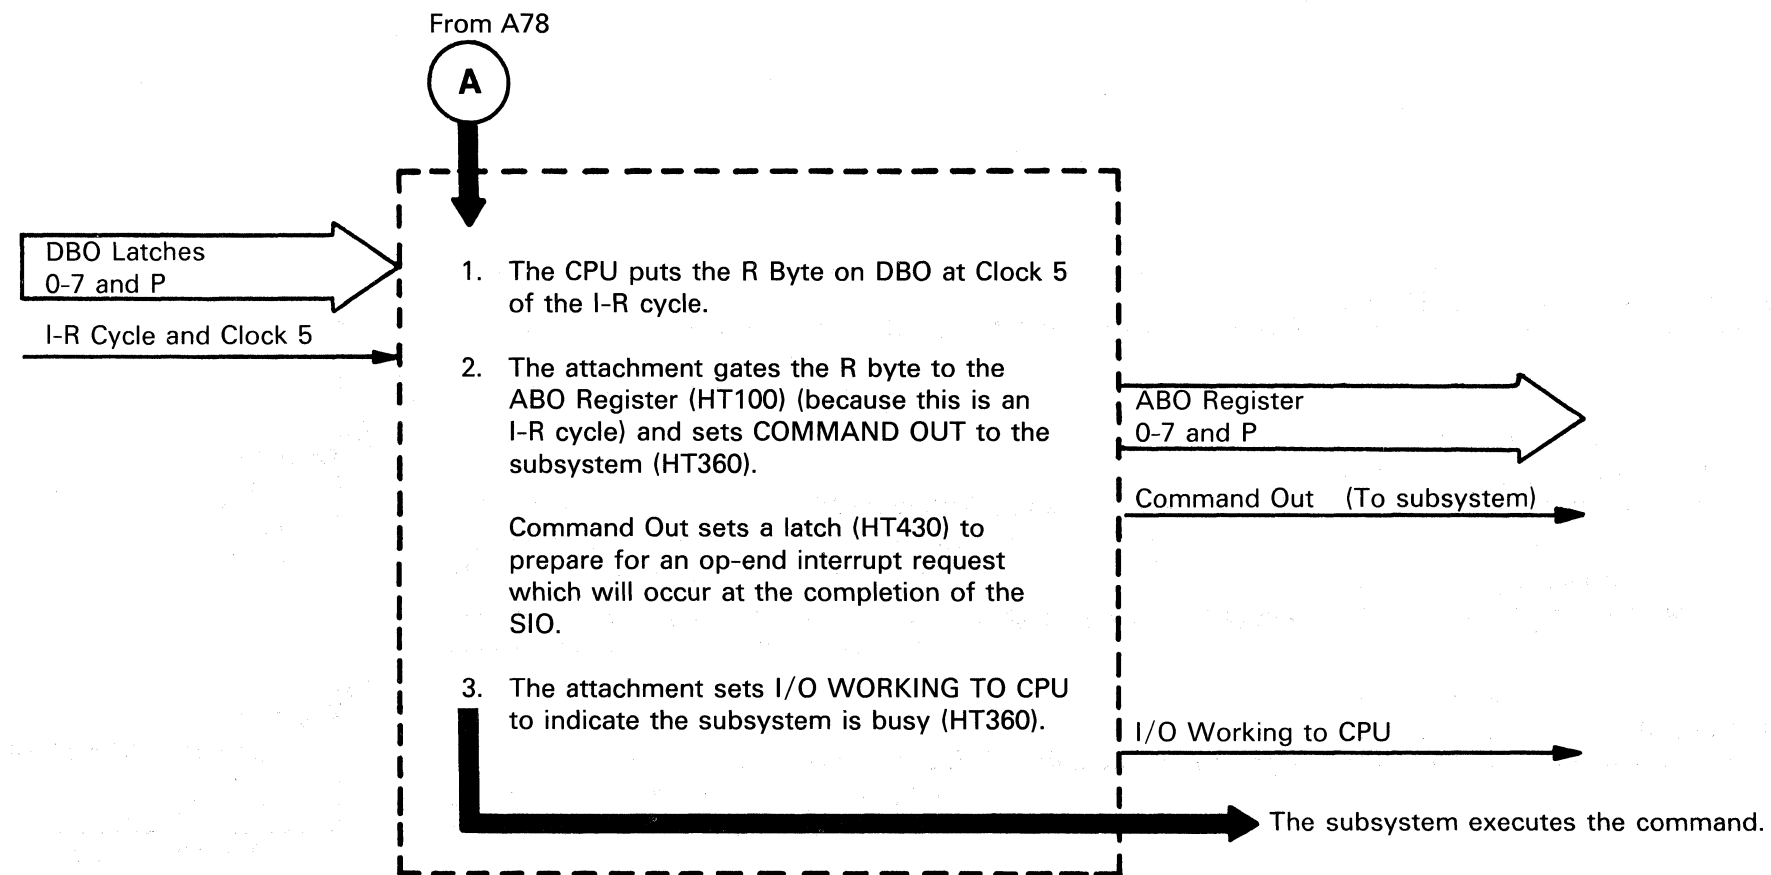 From A78
A
DBO Latches
0-7 and P
I-R Cycle and Clock 5
1. The CPU puts the R Byte on DBO at Clock 5
of the I-R cycle.
2. The attachment gates the R byte to the
ABO Register (HT100) (because this is an
I-R cycle) and sets COMMAND OUT to the
subsystem (HT360).
Command Out sets a latch (HT430) to
prepare for an op-end interrupt request
which will occur at the completion of the
SIO.
3. The attachment sets I/O WORKING TO CPU
to indicate the subsystem is busy (HT360).
ABO Register
0-7 and P
Command Out (To subsystem)
I/O Working to CPU
The subsystem executes the command.